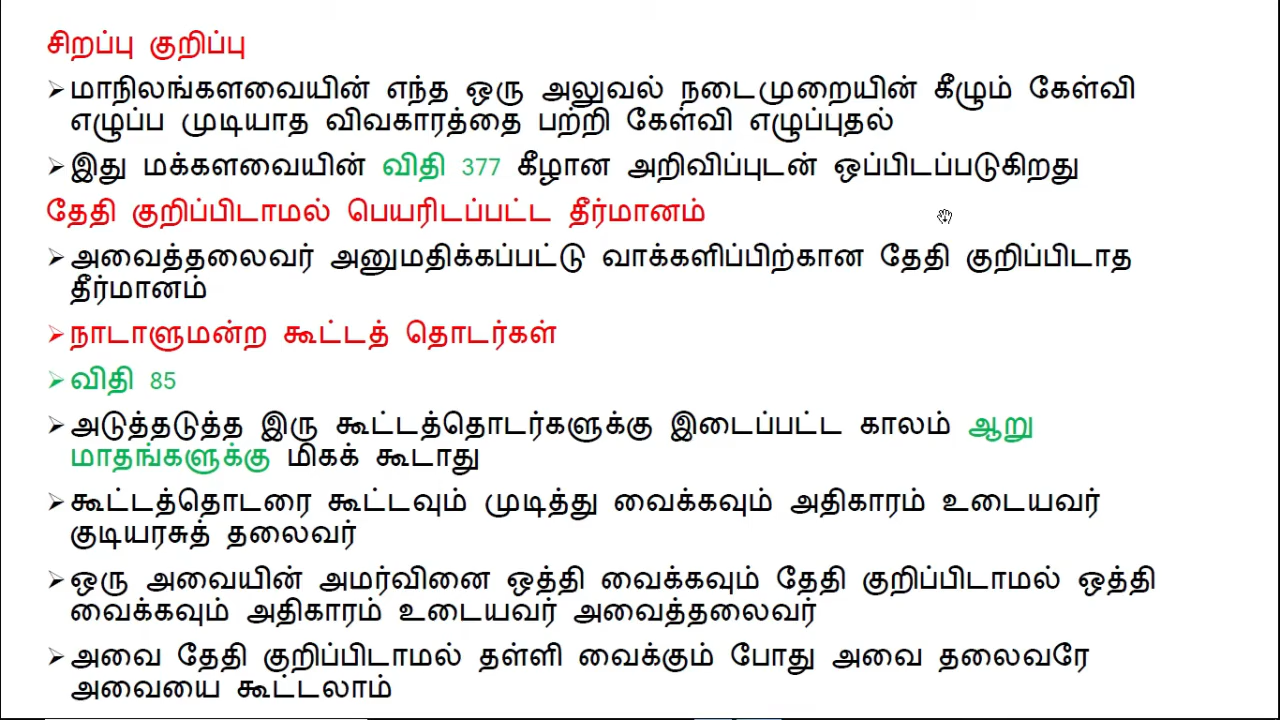 சிறப்பு குறிப்பு
➢மாநிலங்களவையின் எந்த ஒரு அலுவல் நடைமுறையின் கீழும் கேள்வி
எழுப்ப முடியாத விவகாரத்தை பற்றி கேள்வி எழுப்புதல்
➢இது மக்களவையின் விதி 377 கீழான அறிவிப்புடன் ஒப்பிடப்படுகிறது
தேதி குறிப்பிடாமல் பெயரிடப்பட்ட தீர்மானம்
➢அவைத்தலைவர் அனுமதிக்கப்பட்டு வாக்களிப்பிற்கான தேதி குறிப்பிடாத
தீர்மானம்
➢நாடாளுமன்ற கூட்டத் தொடர்கள்
➢விதி 85
➢அடுத்தடுத்த இரு கூட்டத்தொடர்களுக்கு இடைப்பட்ட காலம் ஆறு
மாதங்களுக்கு மிகக் கூடாது
➢கூட்டத்தொடரை கூட்டவும் முடித்து வைக்கவும் அதிகாரம் உடையவர்
குடியரசுத் தலைவர்
➢ஒரு அவையின் அமர்வினை ஒத்தி வைக்கவும் தேதி குறிப்பிடாமல் ஒத்தி
வைக்கவும் அதிகாரம் உடையவர் அவைத்தலைவர்
➢அவை தேதி குறிப்பிடாமல் தள்ளி வைக்கும் போது அவை தலைவரே
அவையை கூட்டலாம்